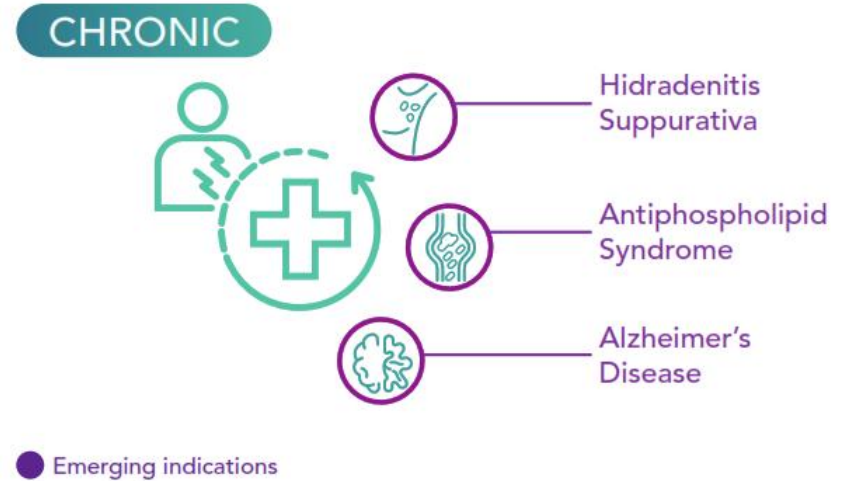 CHRONIC
Hidradenitis
Suppurativa
Antiphospholipid
Syndrome
Alzheimer’s
Disease
Emerging indications